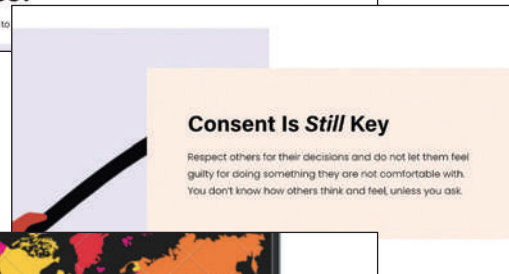 to
Consent Is Still Key
Respect others for their decisions and do not let them feel
guilty for doing something they are not comfortable with.
You don't know how others think and feel, unless you ask.